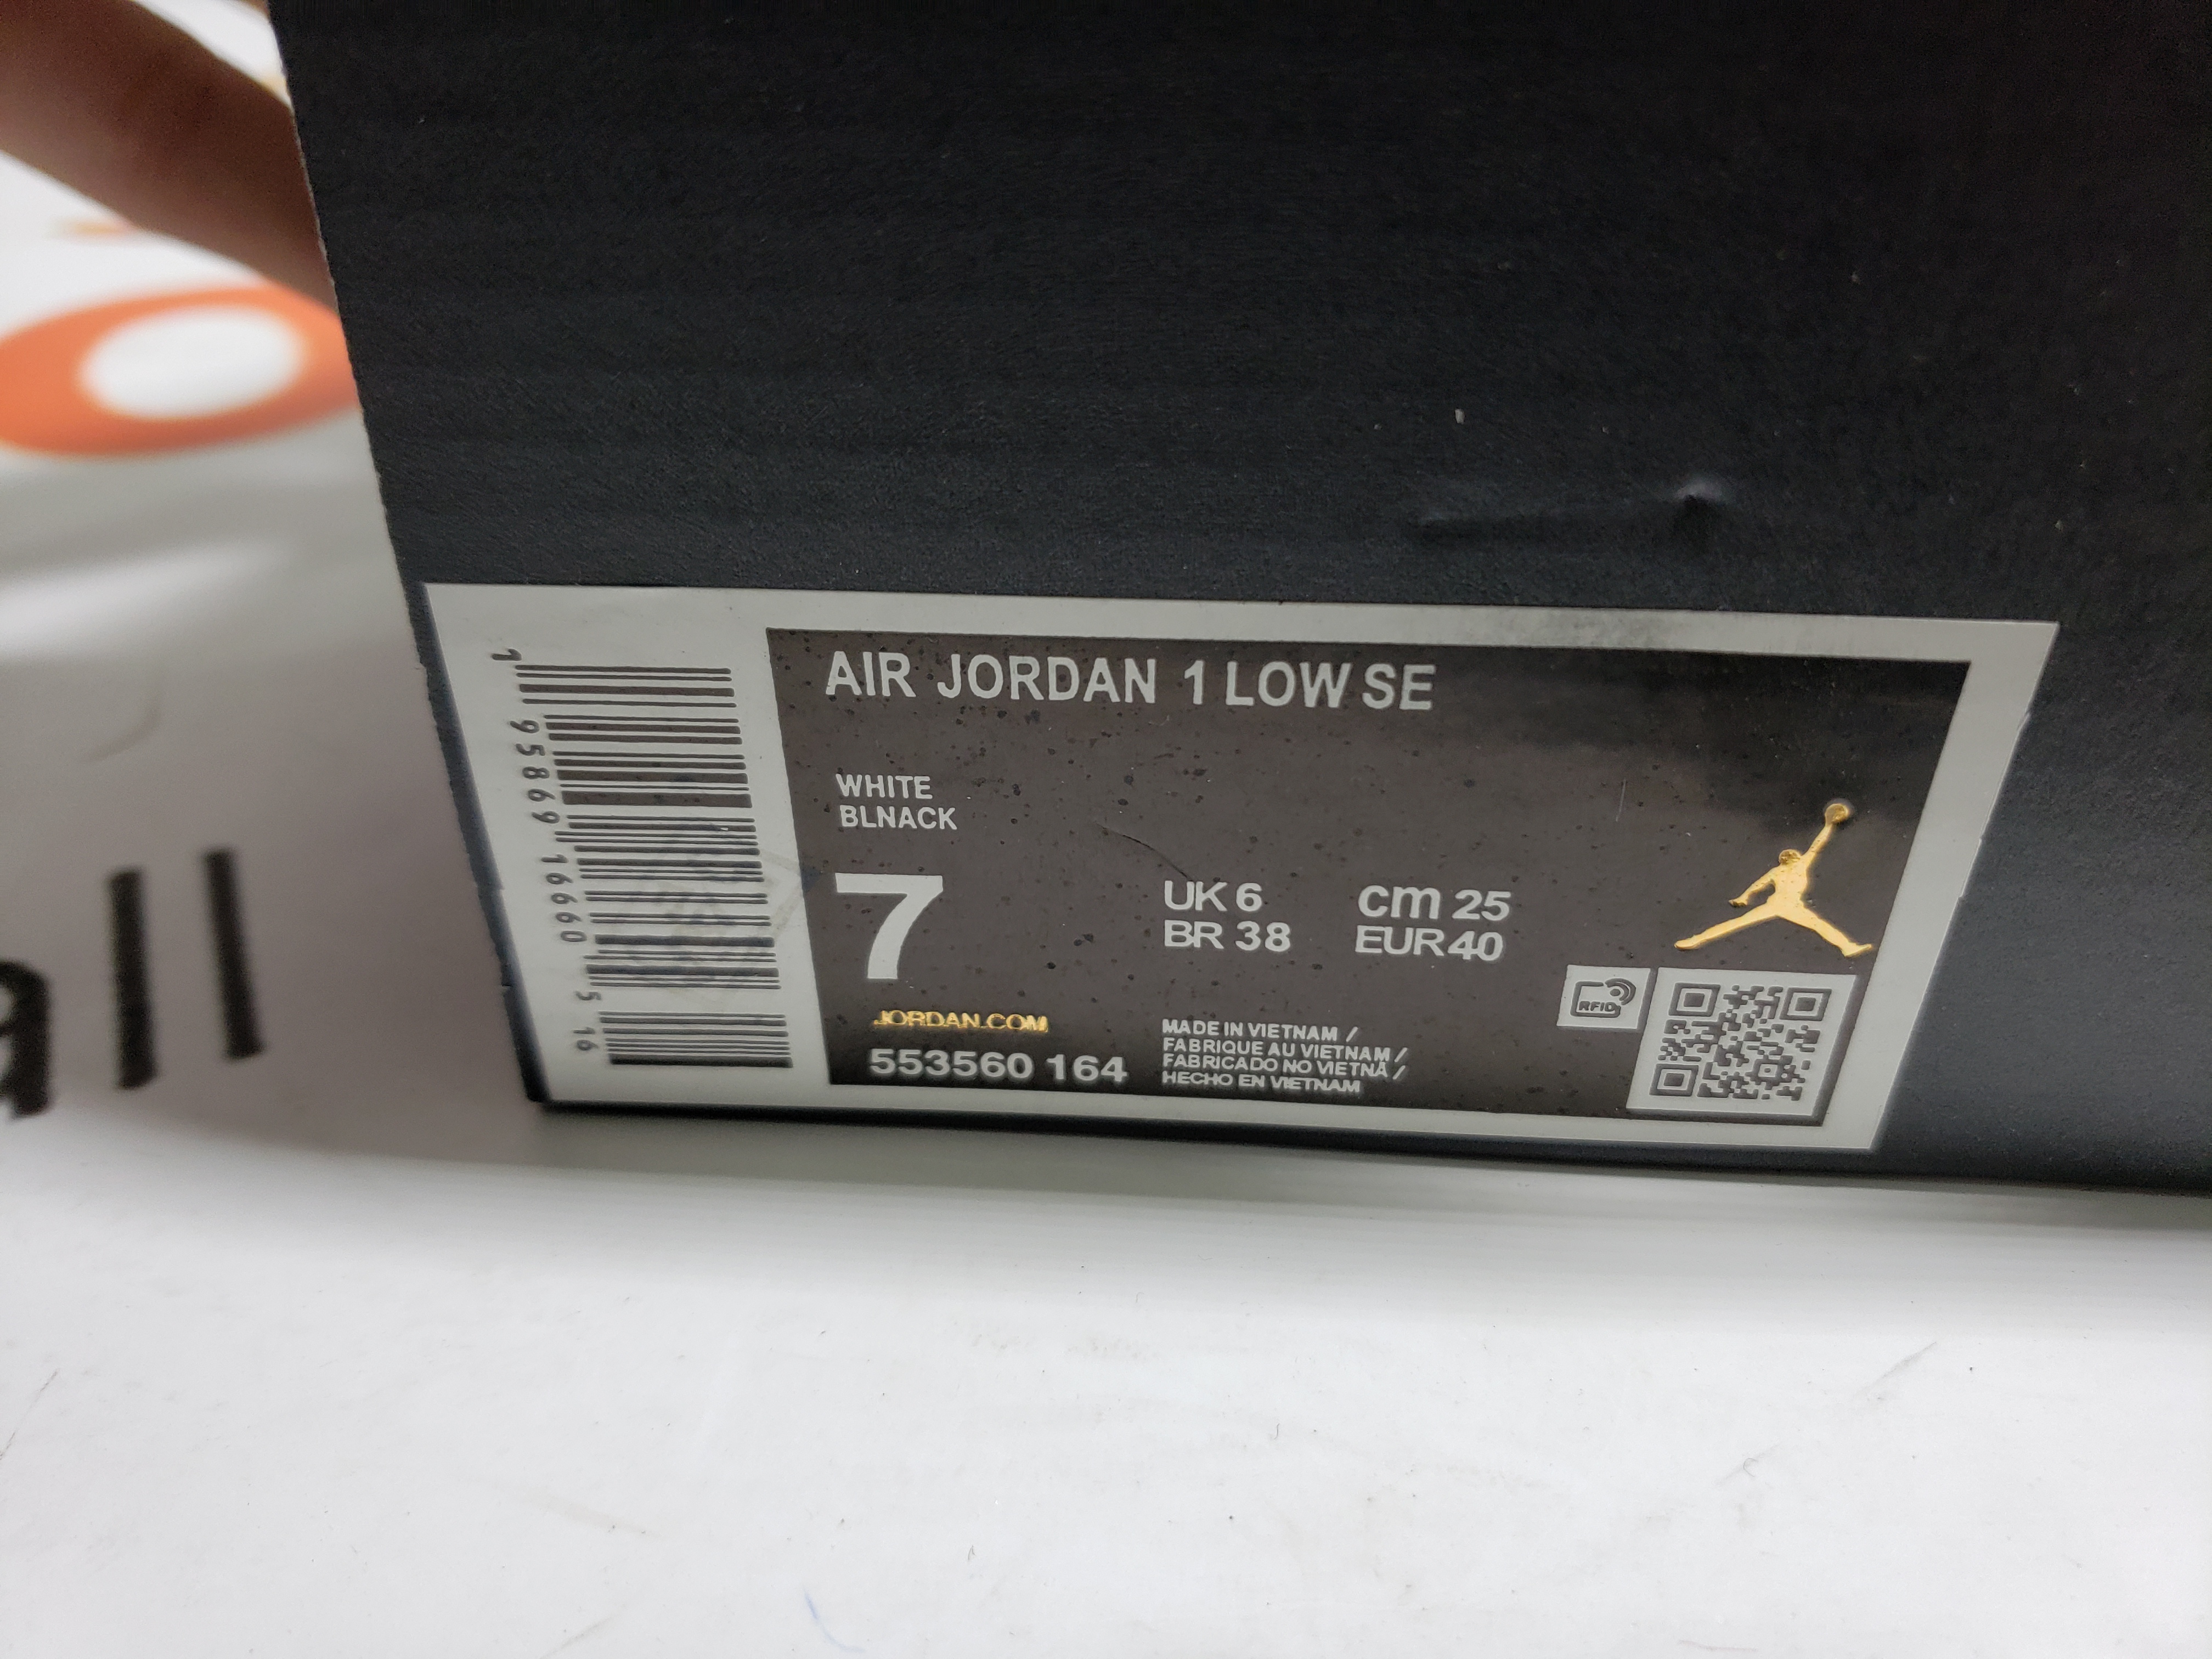 AIR JORDAN 1 LOW SE
WHITE
BLNACK
7
UK 6
BR 38
cm 25
EUR 40
JORDAN.COM
553560 164
MADE IN VIETNAM /
FABRIQUE AU VIETNAM /
FABRICADO NO VIETNÃ /
HECHO EN VIETNAM
RFID
1 95869 16660 5 16
all